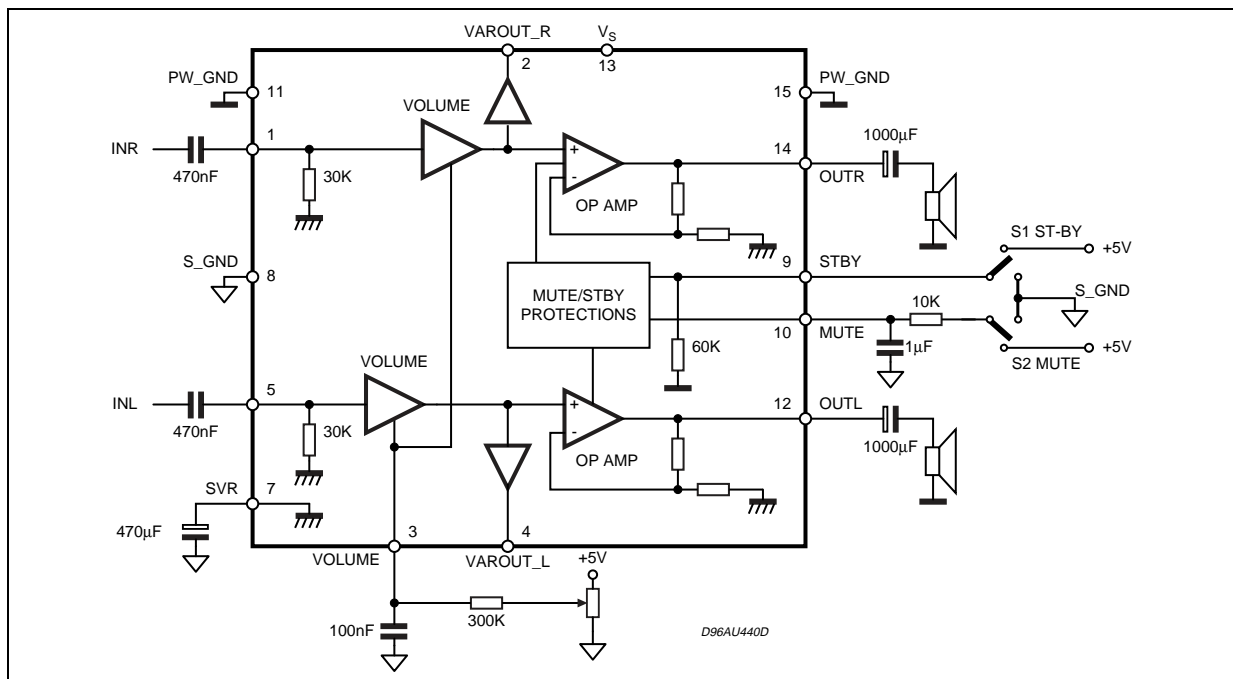 VAROUT_R
VS
2
13
PW_GND
PW_GND
11
15
VOLUME
1000µF
1
INR
14
+
470nF
30K
-
OUTR
OP AMP
S1 ST-BY
+5V
S_GND
9
STBY
8
S_GND
MUTE/STBY
PROTECTIONS
10K
10
MUTE
VOLUME
60K
1µF
+5V
S2 MUTE
5
INL
12
OUTL
+
470nF
30K
-
1000µF
OP AMP
SVR
7
470µF
3
4
VOLUME
VAROUT_L
+5V
300K
100nF
D96AU440D